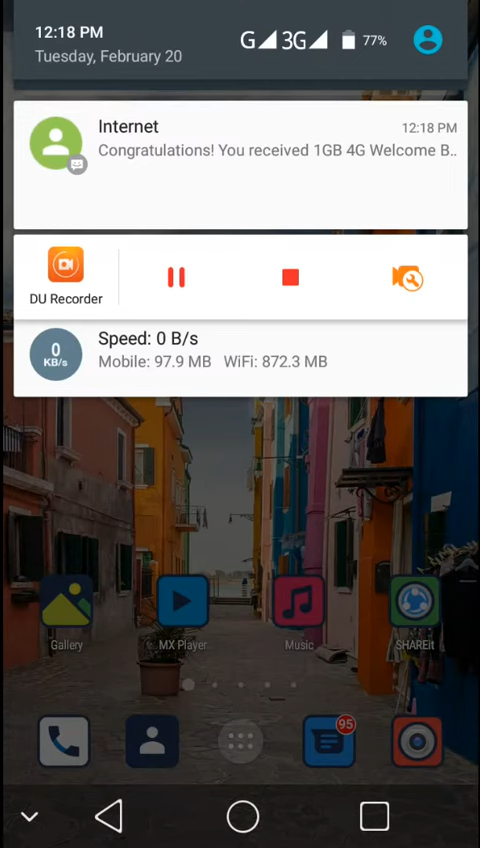 12:18 PM
G 3G 77%
Tuesday, February 20
Internet 12:18 PM
Congratulations! You received 1GB 4G Welcome B..
DU Recorder
0
KB/s
Speed: 0 B/s
Mobile: 97.9 MB WiFi: 872.3 MB
Gallery MX Player Music SHAREit
95